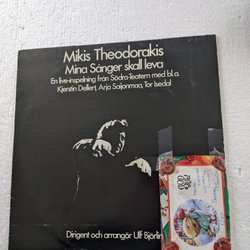 Mikis Theodorakis
Mina Sånger skall leva
En live-inspelning från Södra-Teatern med bl.a.
Kjerstin Dellert, Arja Saijonmaa, Tor Isedal
Dirigent och arrangör Ulf Björlin